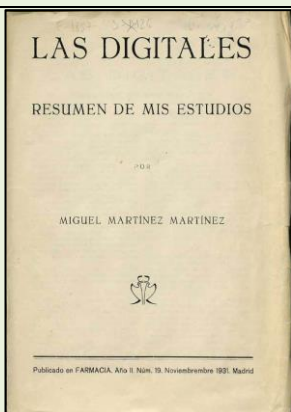 LAS DIGITALES
RESUMEN DE MIS ESTUDIOS
POR
MIGUEL MARTÍNEZ MARTÍNEZ
Publicado en FARMACIA. Año II. Núm. 19. Noviembrembre 1931. Madrid